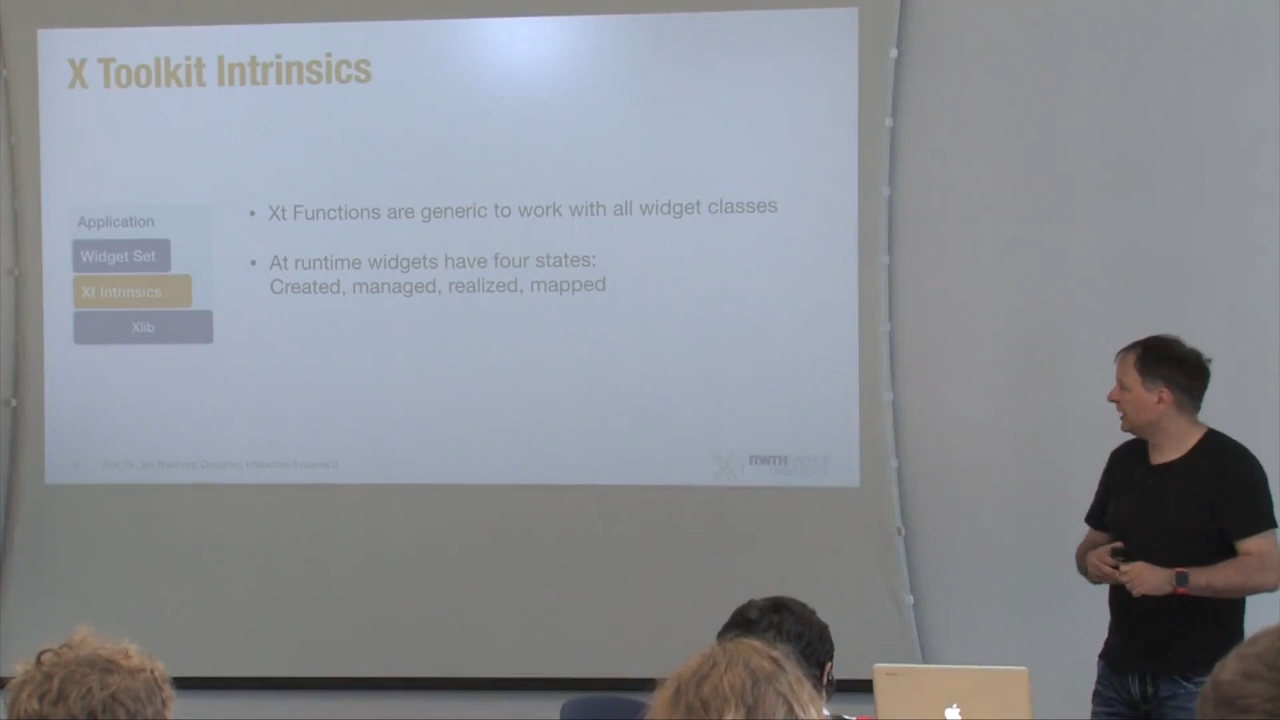 X Toolkit Intrinsics
Application
Widget Set
Xt Intrinsics
Xlib
• Xt Functions are generic to work with all widget classes
• At runtime widgets have four states:
Created, managed, realized, mapped
RWTH